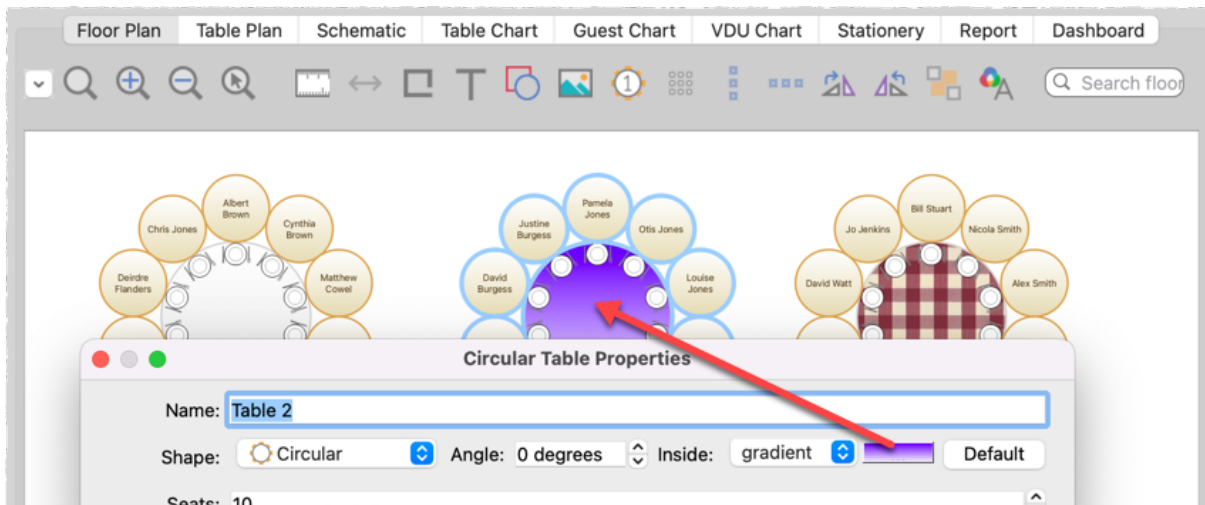 Floor Plan Table Plan Schematic Table Chart Guest Chart VDU Chart Stationery Report Dashboard
1 Search floor
Albert
Brown
Chris Jones
Cynthia
Brown
Deirdre
Flanders
Matthew
Cowel
Pamela
Jones
Justine
Burgess
Otis Jones
David
Burgess
Louise
Jones
Bill Stuart
Jo Jenkins
Nicola Smith
David Watt
Alex Smith
Circular Table Properties
Name: Table 2
Shape: Circular Angle: 0 degrees Inside: gradient ... Default
Seats: 10